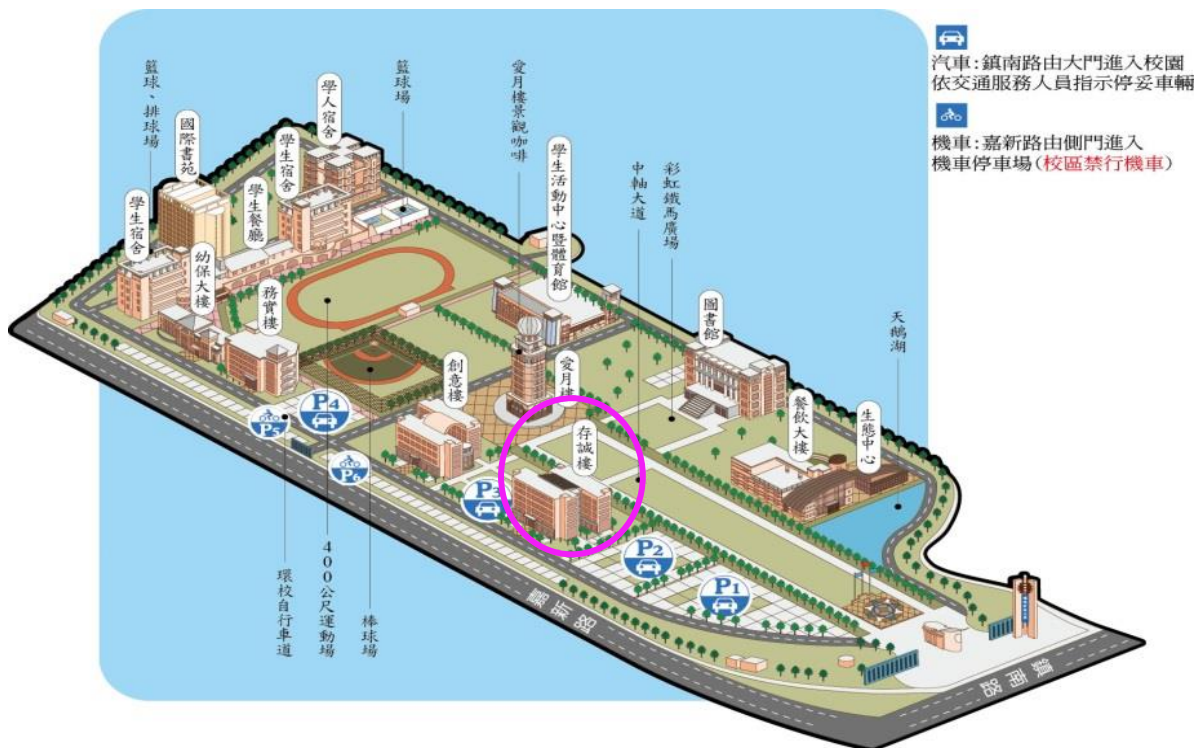 汽車:鎮南路由大門進入校園
依交通服務人員指示停妥車輛
機車:嘉新路由側門進入
機車停車場(校區禁行機車)
籃球、排球場
國際書苑
學人宿舍
籃球場
愛月樓景觀咖啡
學生宿舍
學生餐廳
學生宿舍
幼保大樓
務實樓
學生活動中心暨體育館
中軸大道
彩虹鐵馬廣場
圖書館
天鵝湖
創意樓
愛月樓
存誠樓
餐飲大樓
生態中心
P4
P5
P6
P3
P2
P1
環校自行車道
400公尺運動場
棒球場
嘉新路
鎮南路